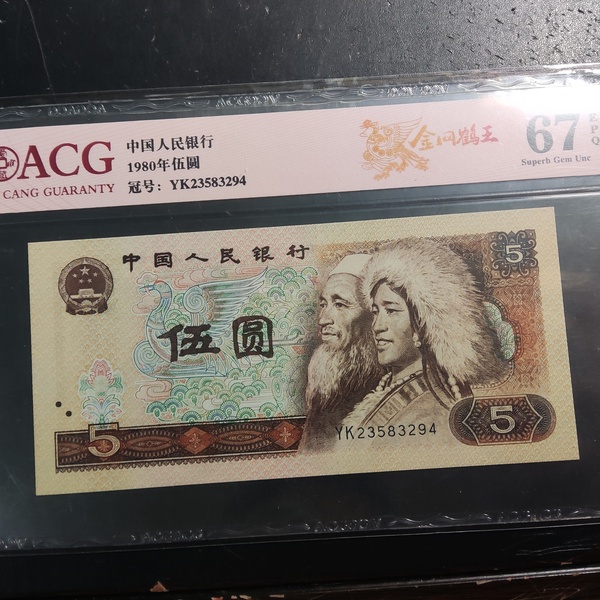 ACG
CANG GUARANTY
中国人民银行
1980年伍圆
冠号: YK23583294
金冈鹤王
67
EPQ
Superb Gem Unc
中国人民银行
伍圆
5
5
5
YK23583294